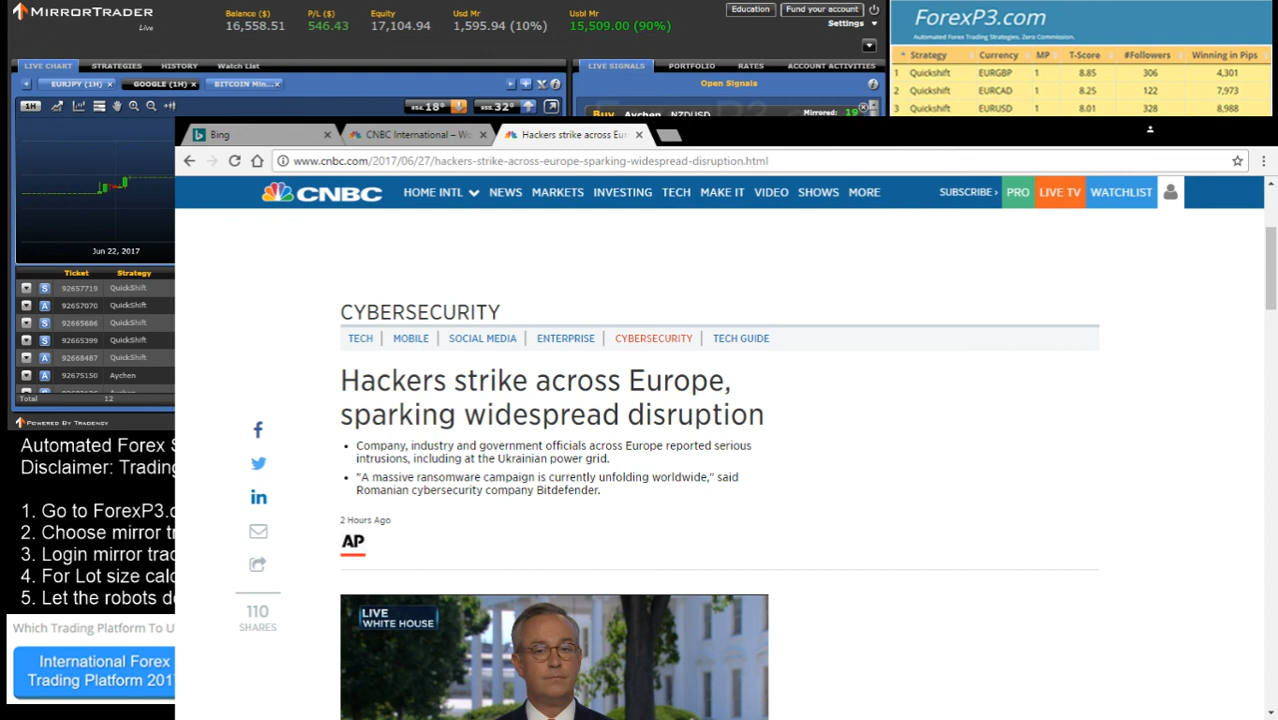 MIRRORTRADER
Live
Balance ($)
16,558.51
P/L ($)
546.43
Equity
17,104.94
Usd Mr
1,595.94 (10%)
Usbl Mr
15,509.00 (90%)
Education
Fund your account
Settings
LIVE CHART
STRATEGIES
HISTORY
Watch List
EURJPY (1H) x
GOOGLE (1H) x
BITCOIN Min... x
1H
954. 18°
955. 32°
Jun 22, 2017
Ticket Strategy
S 92657719 QuickShift
A 92657070 QuickShift
S 92665686 QuickShift
S 92665399 QuickShift
A 92668487 QuickShift
A 92675150 Aychen
Total 12
POWERED BY TRADENCY
LIVE SIGNALS
PORTFOLIO
RATES
ACCOUNT ACTIVITIES
Open Signals
Buy Aychen NZDUSD
Mirrored: 19
ForexP3.com
Automated Forex Trading Strategies. Zero Commission.
Strategy Currency MP T-Score #Followers Winning in Pips
1 Quickshift EURGBP 1 8.85 306 4,301
2 Quickshift EURCAD 1 8.25 122 7,973
3 Quickshift EURUSD 1 8.01 328 8,988
Bing
CNBC International – Wo
Hackers strike across Eur
www.cnbc.com/2017/06/27/hackers-strike-across-europe-sparking-widespread-disruption.html
CNBC
HOME INTL
NEWS
MARKETS
INVESTING
TECH
MAKE IT
VIDEO
SHOWS
MORE
SUBSCRIBE ›
PRO
LIVE TV
WATCHLIST
CYBERSECURITY
TECH
MOBILE
SOCIAL MEDIA
ENTERPRISE
CYBERSECURITY
TECH GUIDE
Hackers strike across Europe,
sparking widespread disruption
• Company, industry and government officials across Europe reported serious
intrusions, including at the Ukrainian power grid.
• "A massive ransomware campaign is currently unfolding worldwide," said
Romanian cybersecurity company Bitdefender.
2 Hours Ago
AP
110
SHARES
LIVE
WHITE HOUSE
Automated Forex S
Disclaimer: Trading
1. Go to ForexP3.c
2. Choose mirror tr
3. Login mirror trac
4. For Lot size calc
5. Let the robots do
Which Trading Platform To U
International Forex
Trading Platform 201